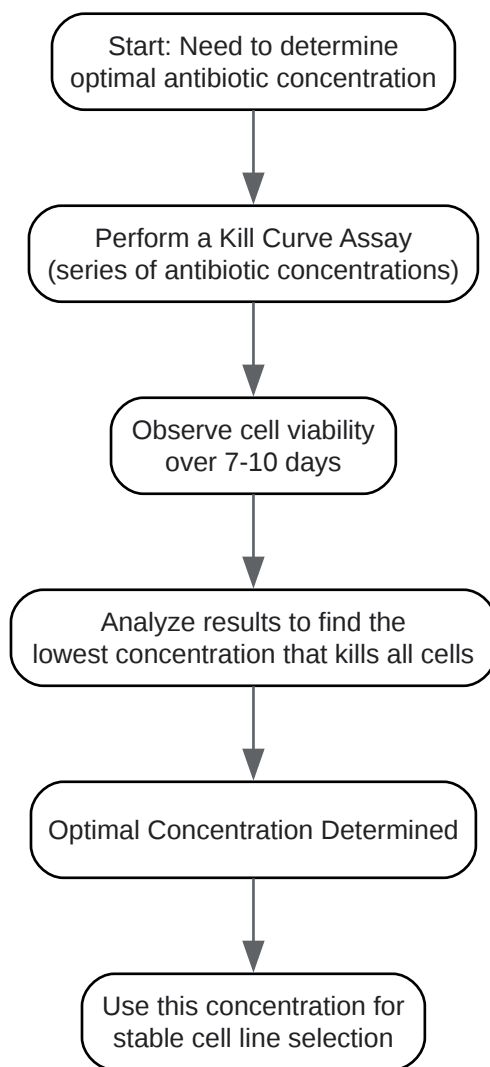 Start: Need to determine
optimal antibiotic concentration
Perform a Kill Curve Assay
(series of antibiotic concentrations)
Observe cell viability
over 7-10 days
Analyze results to find the
lowest concentration that kills all cells
Optimal Concentration Determined
Use this concentration for
stable cell line selection